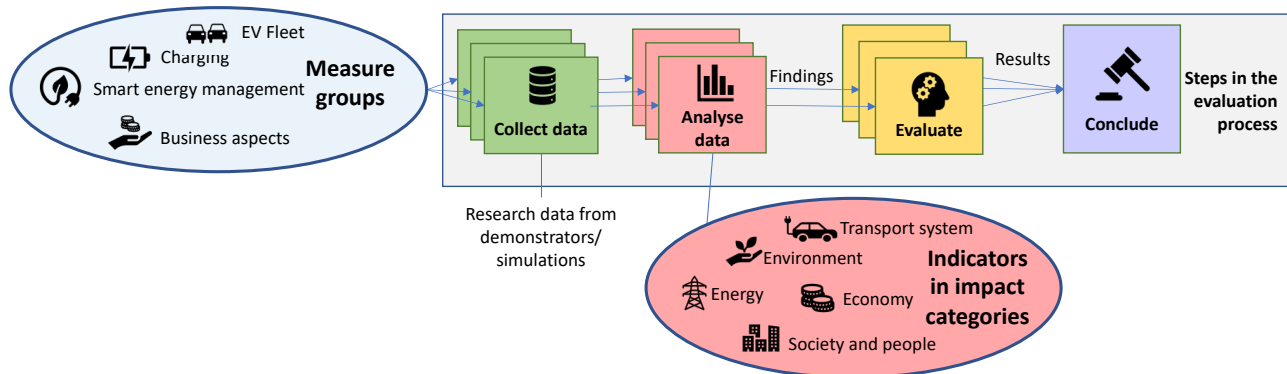 EV Fleet
Charging
Smart energy management
Business aspects
Measure
groups
Collect data
Analyse
data
Findings
Evaluate
Results
Conclude
Steps in the
evaluation
process
Research data from
demonstrators/
simulations
Transport system
Environment
Energy
Economy
Society and people
Indicators
in impact
categories